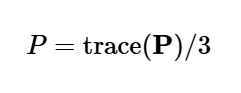 P = trace(P)/3